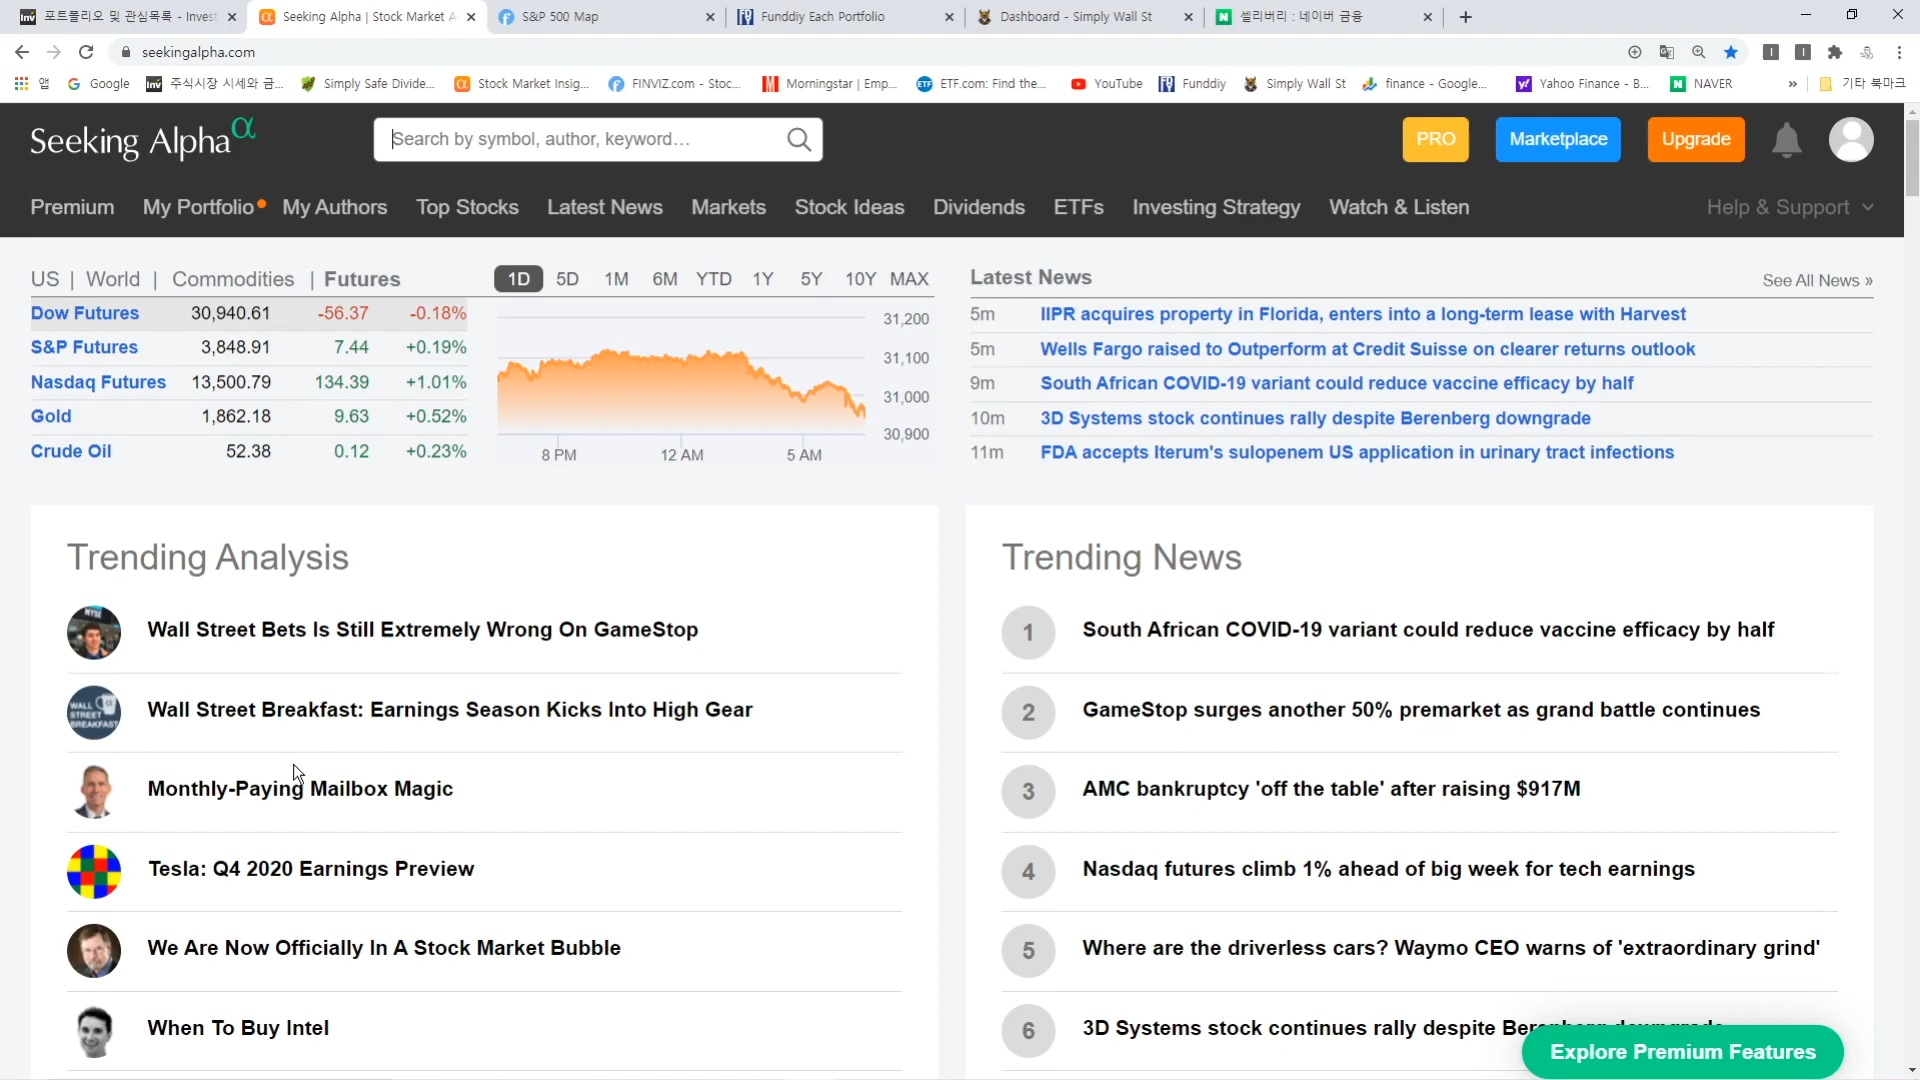 포트폴리오 및 관심목록 - Invest
Seeking Alpha | Stock Market A
S&P 500 Map
Funddiy Each Portfolio
Dashboard - Simply Wall St
셀리버리 : 네이버 금융
seekingalpha.com
앱
Google
주식시장 시세와 금...
Simply Safe Divide...
Stock Market Insig...
FINVIZ.com - Stoc...
Morningstar | Emp...
ETF.com: Find the...
YouTube
Funddiy
Simply Wall St
finance - Google...
Yahoo Finance - B...
NAVER
»
기타 북마크
Seeking Alpha α
Search by symbol, author, keyword...
PRO
Marketplace
Upgrade
Premium
My Portfolio
My Authors
Top Stocks
Latest News
Markets
Stock Ideas
Dividends
ETFs
Investing Strategy
Watch & Listen
Help & Support
US | World | Commodities | Futures
Dow Futures 30,940.61 -56.37 -0.18%
S&P Futures 3,848.91 7.44 +0.19%
Nasdaq Futures 13,500.79 134.39 +1.01%
Gold 1,862.18 9.63 +0.52%
Crude Oil 52.38 0.12 +0.23%
1D 5D 1M 6M YTD 1Y 5Y 10Y MAX
31,200
31,100
31,000
30,900
8 PM 12 AM 5 AM
Latest News
See All News »
5m IIPR acquires property in Florida, enters into a long-term lease with Harvest
5m Wells Fargo raised to Outperform at Credit Suisse on clearer returns outlook
9m South African COVID-19 variant could reduce vaccine efficacy by half
10m 3D Systems stock continues rally despite Berenberg downgrade
11m FDA accepts Iterum's sulopenem US application in urinary tract infections
Trending Analysis
Wall Street Bets Is Still Extremely Wrong On GameStop
WALL STREET BREAKFAST
Wall Street Breakfast: Earnings Season Kicks Into High Gear
Monthly-Paying Mailbox Magic
Tesla: Q4 2020 Earnings Preview
We Are Now Officially In A Stock Market Bubble
When To Buy Intel
Trending News
1 South African COVID-19 variant could reduce vaccine efficacy by half
2 GameStop surges another 50% premarket as grand battle continues
3 AMC bankruptcy 'off the table' after raising $917M
4 Nasdaq futures climb 1% ahead of big week for tech earnings
5 Where are the driverless cars? Waymo CEO warns of 'extraordinary grind'
6 3D Systems stock continues rally despite
Explore Premium Features